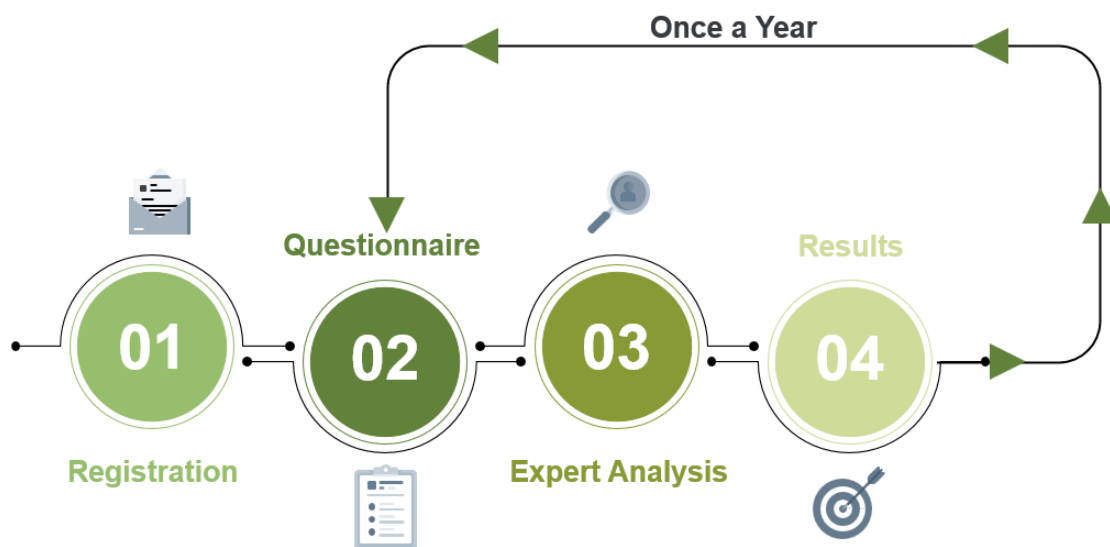 Once a Year
Questionnaire
Results
01
02
03
04
Registration
Expert Analysis